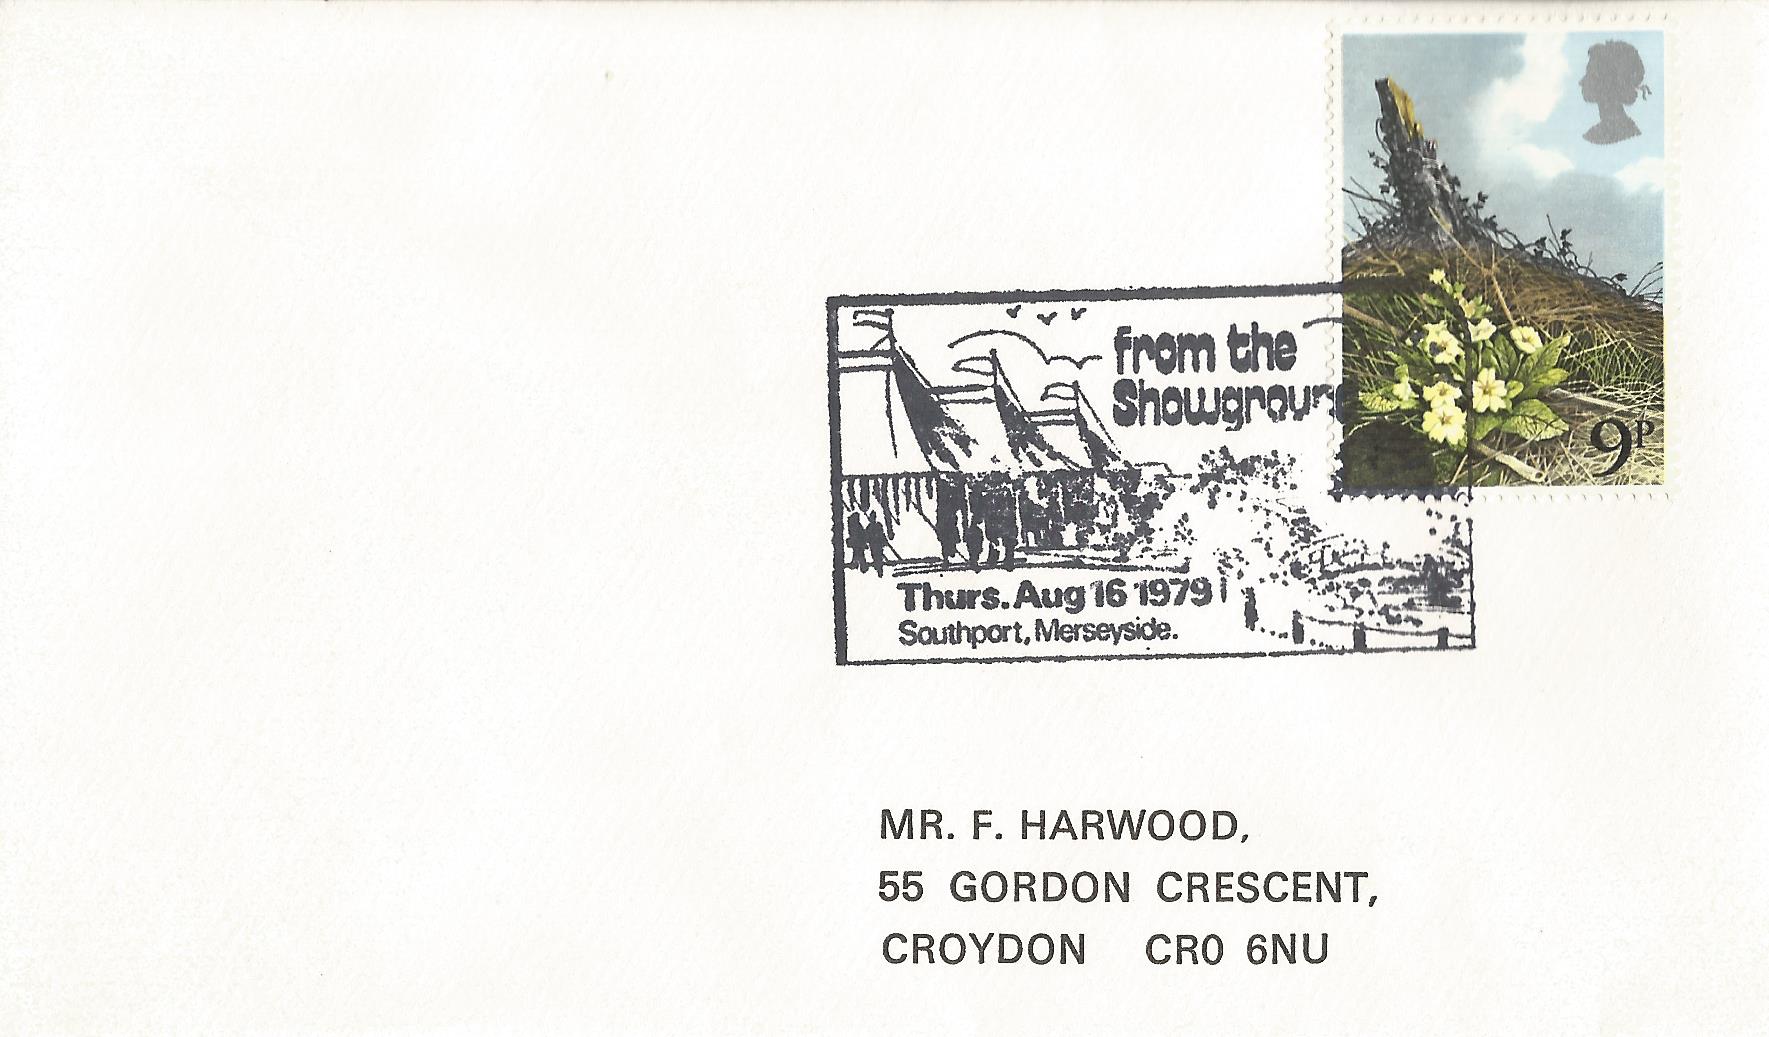 9P
from the
Showground
Thurs. Aug 16 1979
Southport, Merseyside.
MR. F. HARWOOD,
55 GORDON CRESCENT,
CROYDON CR0 6NU